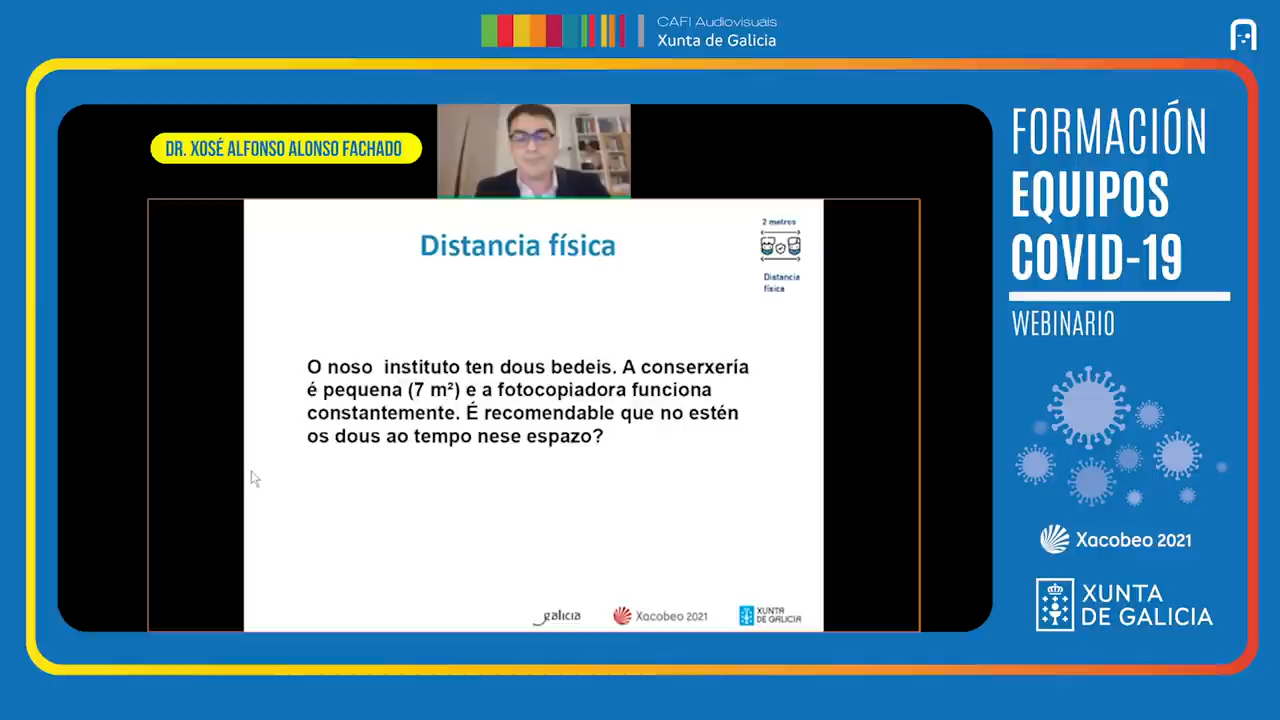 CAFI Audiovisuais
Xunta de Galicia
DR. XOSÉ ALFONSO ALONSO FACHADO
Distancia física
2 metros
Distancia
física
O noso instituto ten dous bedeis. A conserxería
é pequena (7 m²) e a fotocopiadora funciona
constantemente. É recomendable que no estén
os dous ao tempo nese espazo?
galicia
Xacobeo 2021
XUNTA
DE GALICIA
FORMACIÓN
EQUIPOS
COVID-19
WEBINARIO
Xacobeo 2021
XUNTA
DE GALICIA